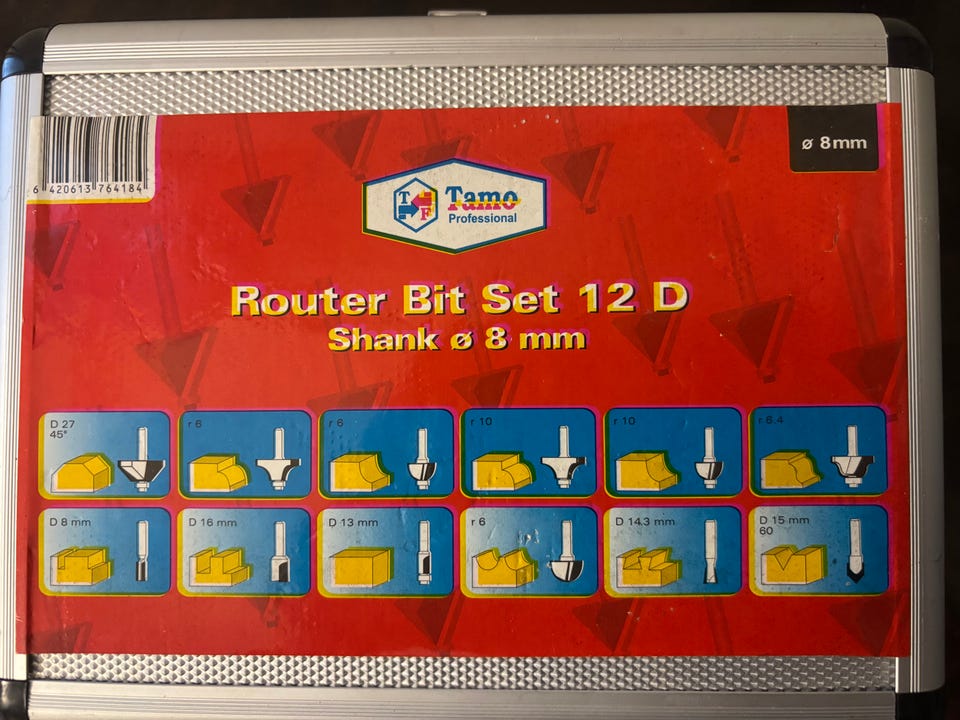 6 420613 764184
ø 8mm
T F
Tamo
Professional
Router Bit Set 12 D
Shank ø 8 mm
D 27
45°
r 6
r 6
r 10
r 10
r 6.4
D 8 mm
D 16 mm
D 13 mm
r 6
D 14.3 mm
D 15 mm
60